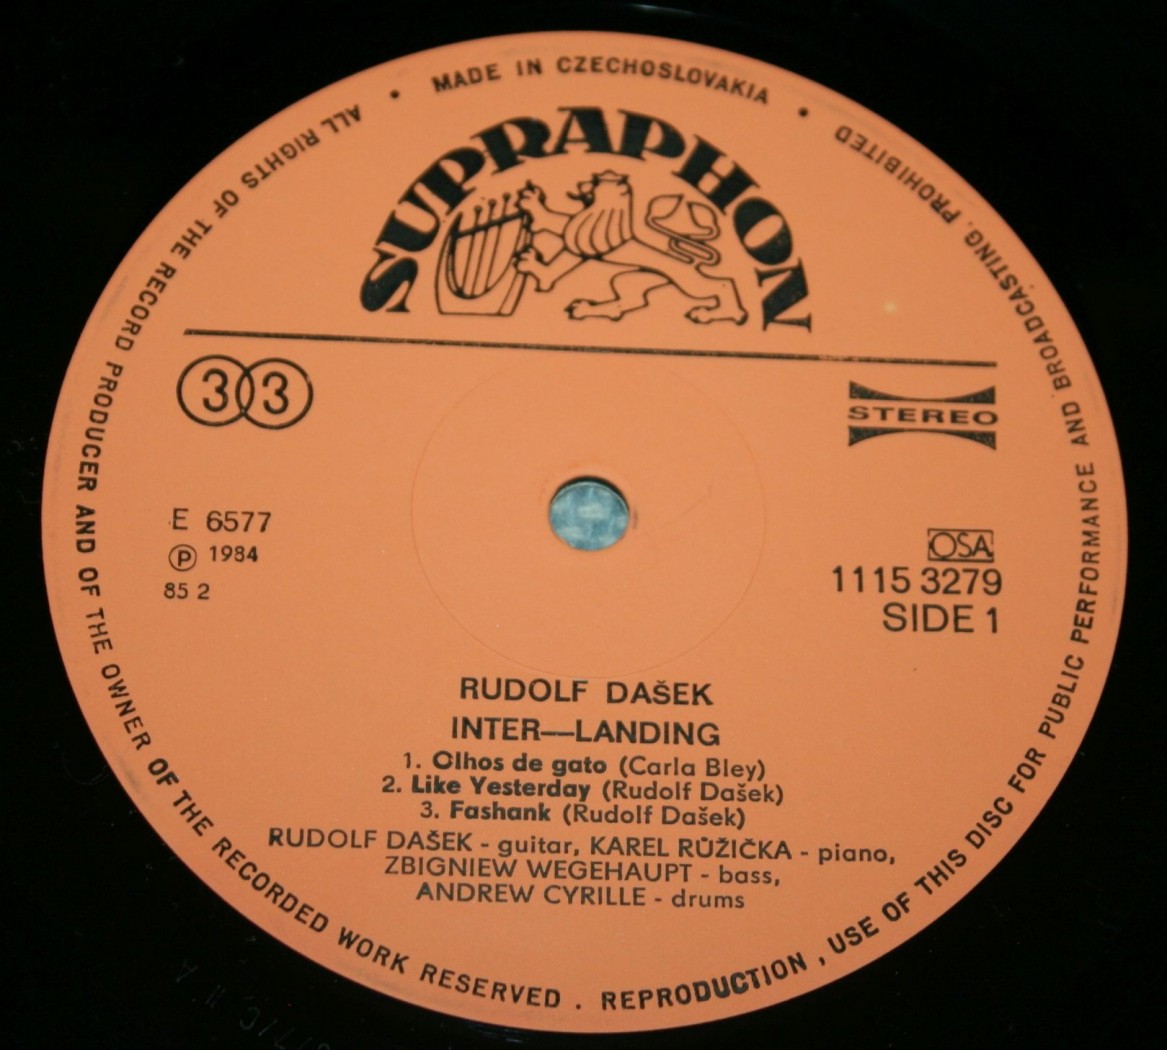 ALL RIGHTS OF THE RECORD PRODUCER AND OF THE OWNER OF THE RECORDED WORK RESERVED . REPRODUCTION , USE OF THIS DISC FOR PUBLIC PERFORMANCE AND BROADCASTING, PROHIBITED
• MADE IN CZECHOSLOVAKIA •
SUPRAPHON
33
STEREO
E 6577
Ⓟ 1984
85 2
OSA
1115 3279
SIDE 1
RUDOLF DAŠEK
INTER—LANDING
1. Olhos de gato (Carla Bley)
2. Like Yesterday (Rudolf Dašek)
3. Fashank (Rudolf Dašek)
RUDOLF DAŠEK - guitar, KAREL RŮŽIČKA - piano,
ZBIGNIEW WEGEHAUPT - bass,
ANDREW CYRILLE - drums